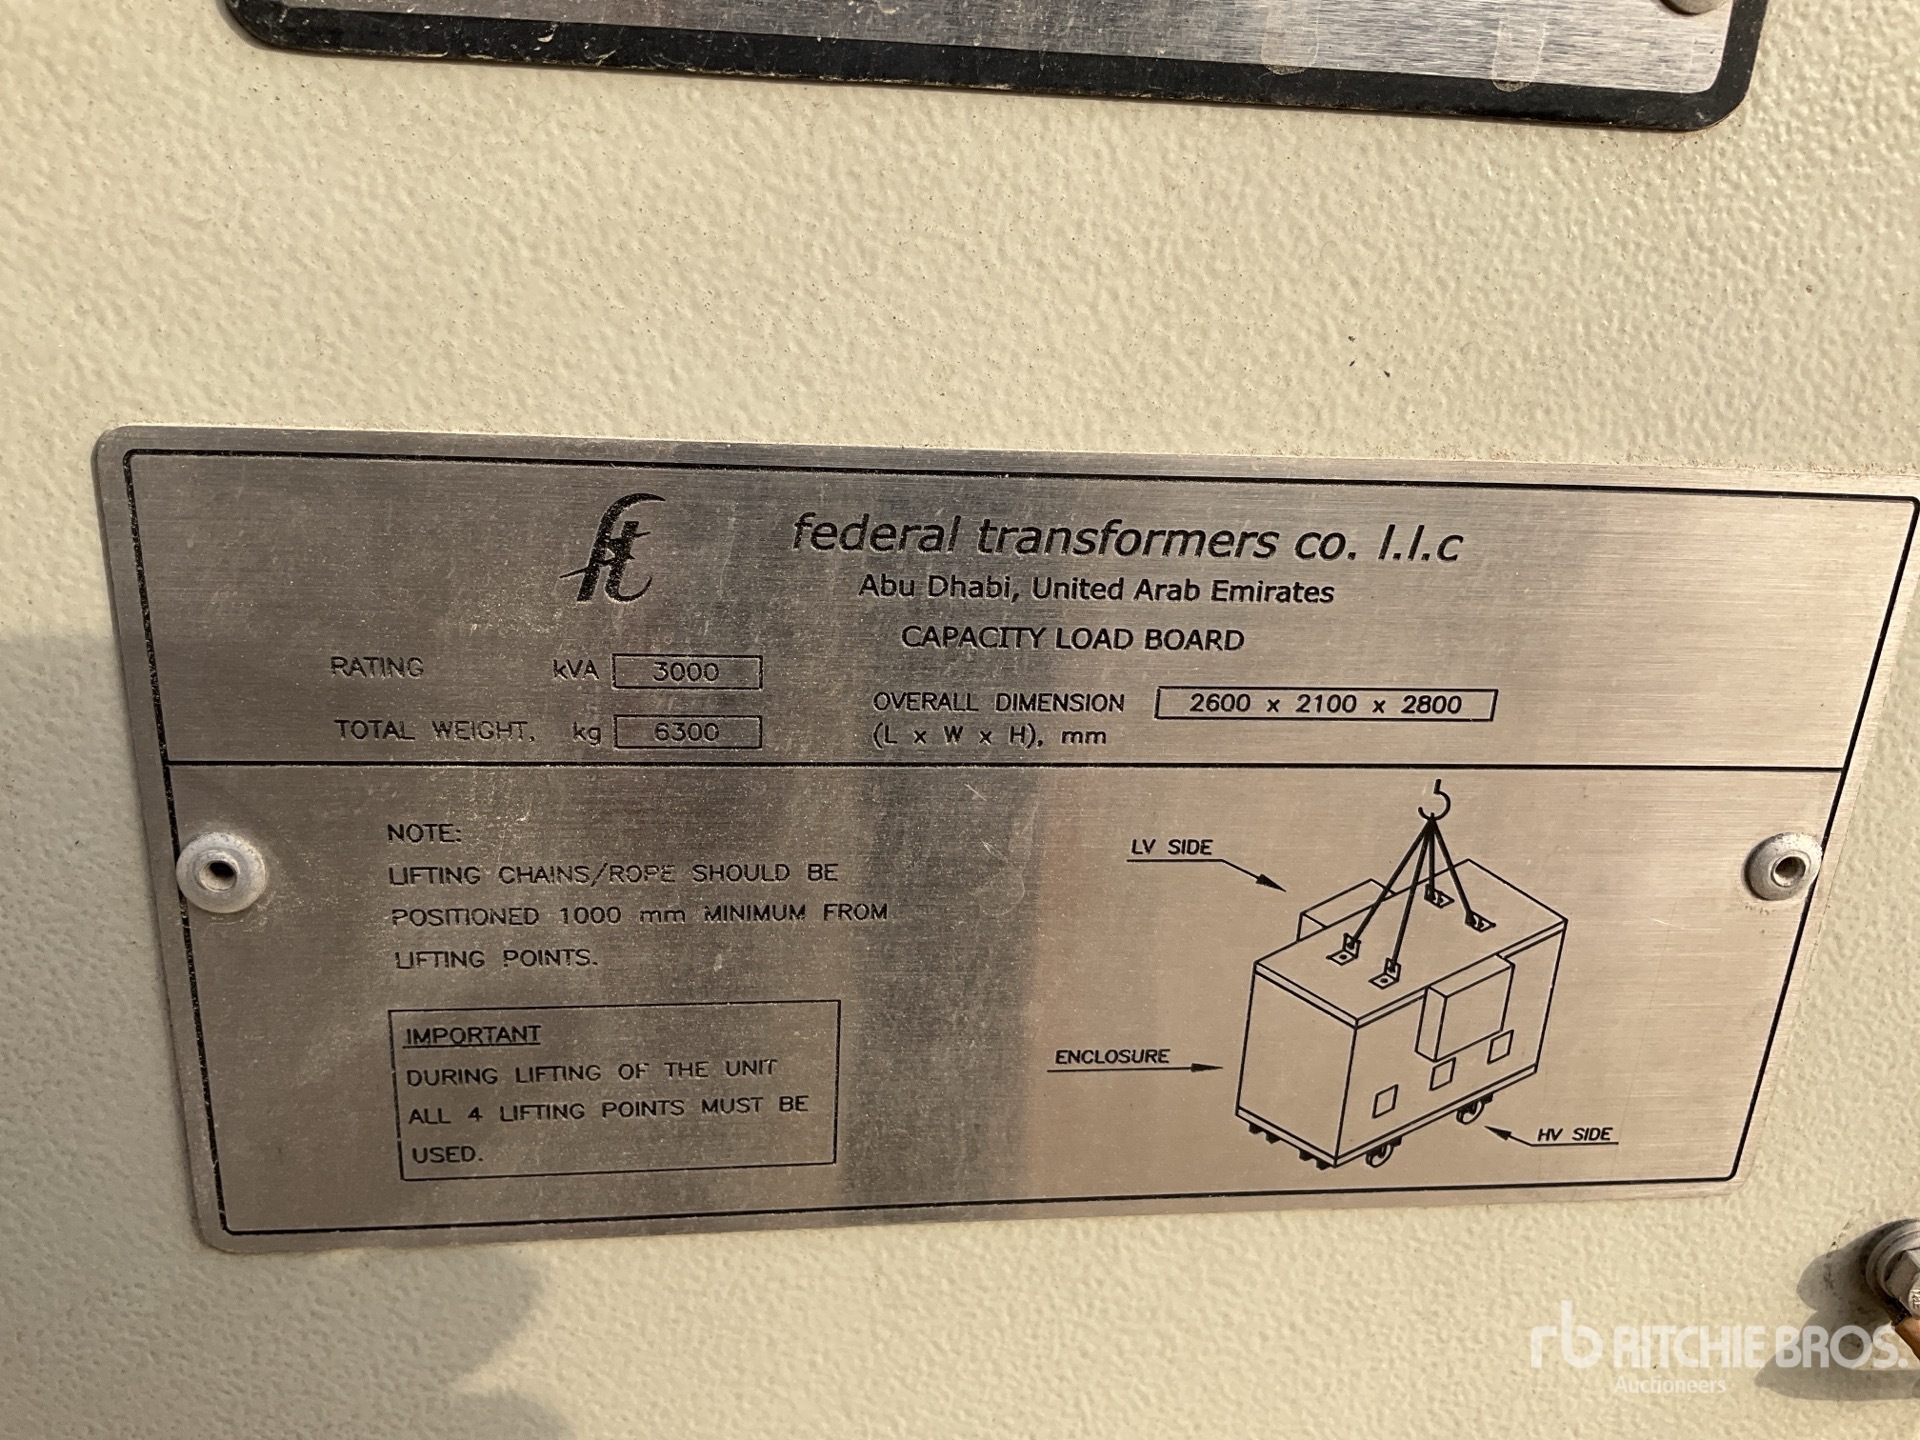 ft
federal transformers co. l.l.c
Abu Dhabi, United Arab Emirates
CAPACITY LOAD BOARD
RATING kVA 3000
TOTAL WEIGHT, kg 6300
OVERALL DIMENSION 2600 x 2100 x 2800
(L x W x H), mm
NOTE:
LIFTING CHAINS/ROPE SHOULD BE
POSITIONED 1000 mm MINIMUM FROM
LIFTING POINTS.
IMPORTANT
DURING LIFTING OF THE UNIT
ALL 4 LIFTING POINTS MUST BE
USED.
LV SIDE
ENCLOSURE
HV SIDE
rb RITCHIE BROS.
Auctioneers